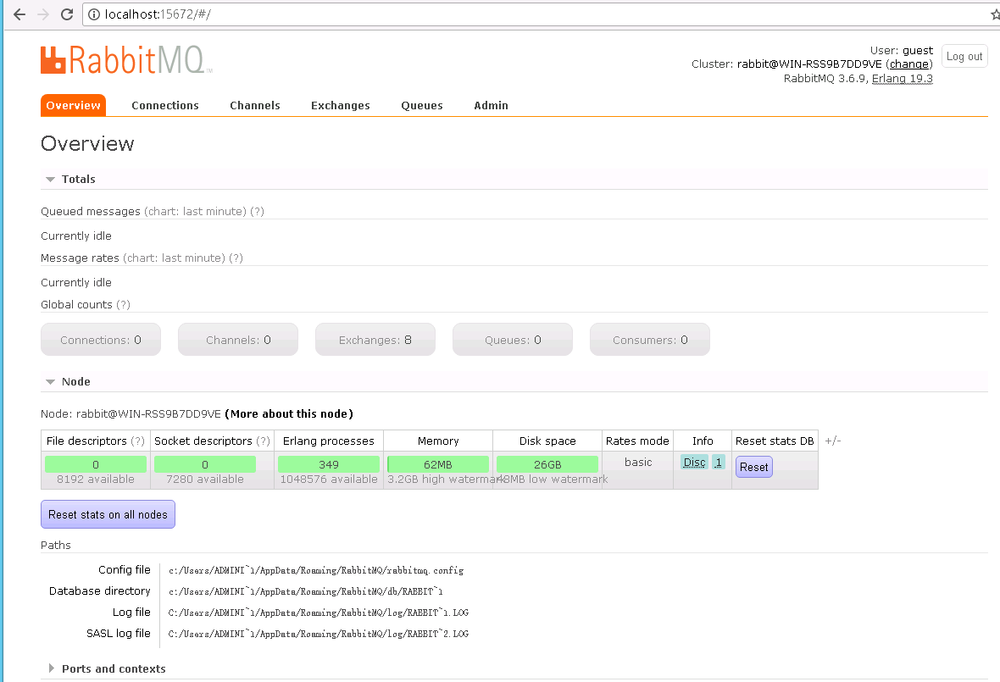 localhost:15672/#/
RabbitMQ™
User: guest
Log out
Cluster: rabbit@WIN-RSS9B7DD9VE (change)
RabbitMQ 3.6.9, Erlang 19.3
Overview Connections Channels Exchanges Queues Admin
Overview
Totals
Queued messages (chart: last minute) (?)
Currently idle
Message rates (chart: last minute) (?)
Currently idle
Global counts (?)
Connections: 0 Channels: 0 Exchanges: 8 Queues: 0 Consumers: 0
Node
Node: rabbit@WIN-RSS9B7DD9VE (More about this node)
File descriptors (?) Socket descriptors (?) Erlang processes Memory Disk space Rates mode Info Reset stats DB +/-
0 0 349 62MB 26GB basic Disc 1 Reset
8192 available 7280 available 1048576 available 3.2GB high watermark 48MB low watermark
Reset stats on all nodes
Paths
Config file c:/Users/ADMINI~1/AppData/Roaming/RabbitMQ/rabbitmq.config
Database directory c:/Users/ADMINI~1/AppData/Roaming/RabbitMQ/db/RABBIT~1
Log file C:/Users/ADMINI~1/AppData/Roaming/RabbitMQ/log/RABBIT~1.LOG
SASL log file C:/Users/ADMINI~1/AppData/Roaming/RabbitMQ/log/RABBIT~2.LOG
Ports and contexts